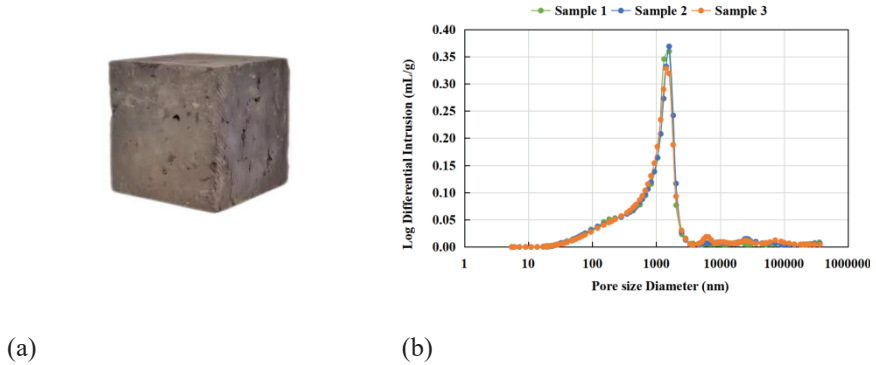 Sample 1 Sample 2 Sample 3
0.40
0.35
0.30
0.25
0.20
0.15
0.10
0.05
0.00
Log Differential Intrusion (mL/g)
1 10 100 1000 10000 100000 1000000
Pore size Diameter (nm)
(a) (b)